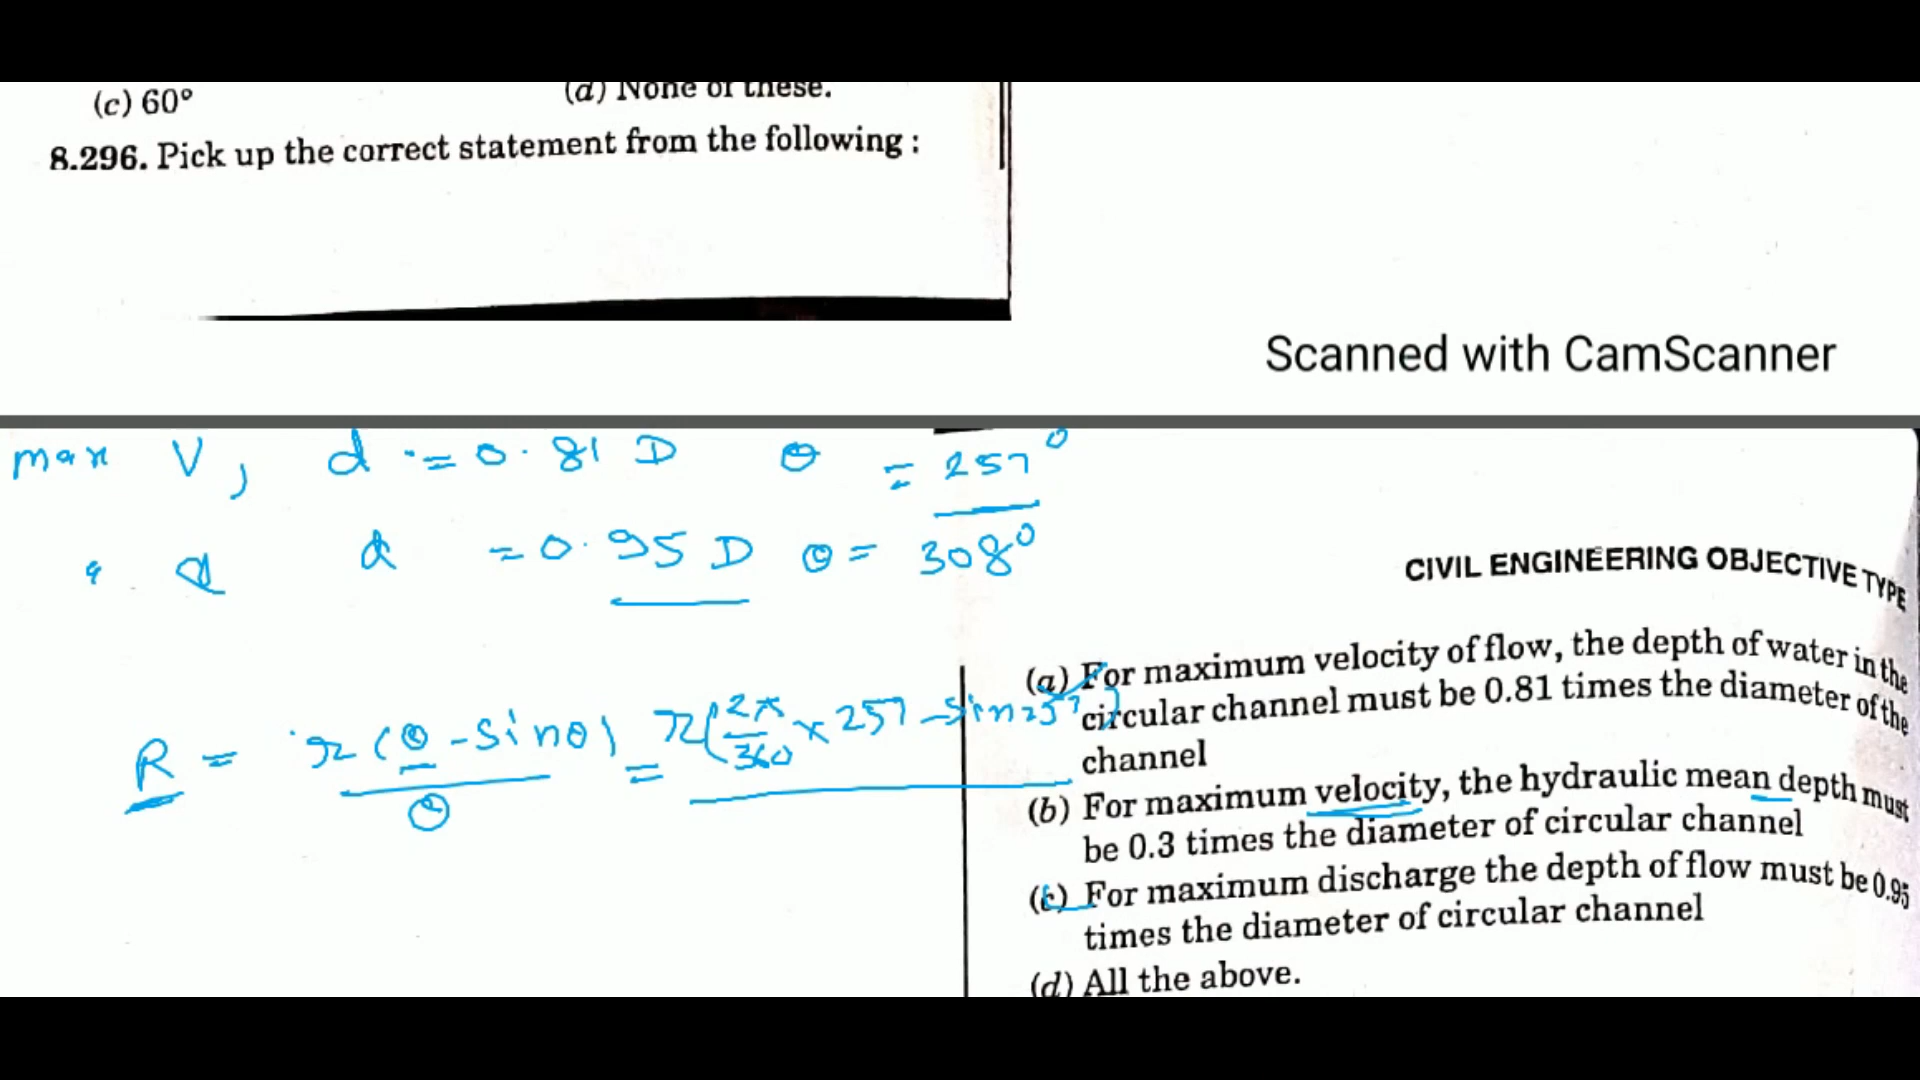 (c) 60°
(d) None of these.
8.296. Pick up the correct statement from the following :
Scanned with CamScanner
max V, d = 0.81 D θ = 257°
" Q d = 0.95 D θ = 308°
CIVIL ENGINEERING OBJECTIVE TYPE
R = r(θ - sinθ) / θ = r(2π/360 × 257 - sin257)
(a) For maximum velocity of flow, the depth of water in the
circular channel must be 0.81 times the diameter of the
channel
(b) For maximum velocity, the hydraulic mean depth must
be 0.3 times the diameter of circular channel
(c) For maximum discharge the depth of flow must be 0.95
times the diameter of circular channel
(d) All the above.